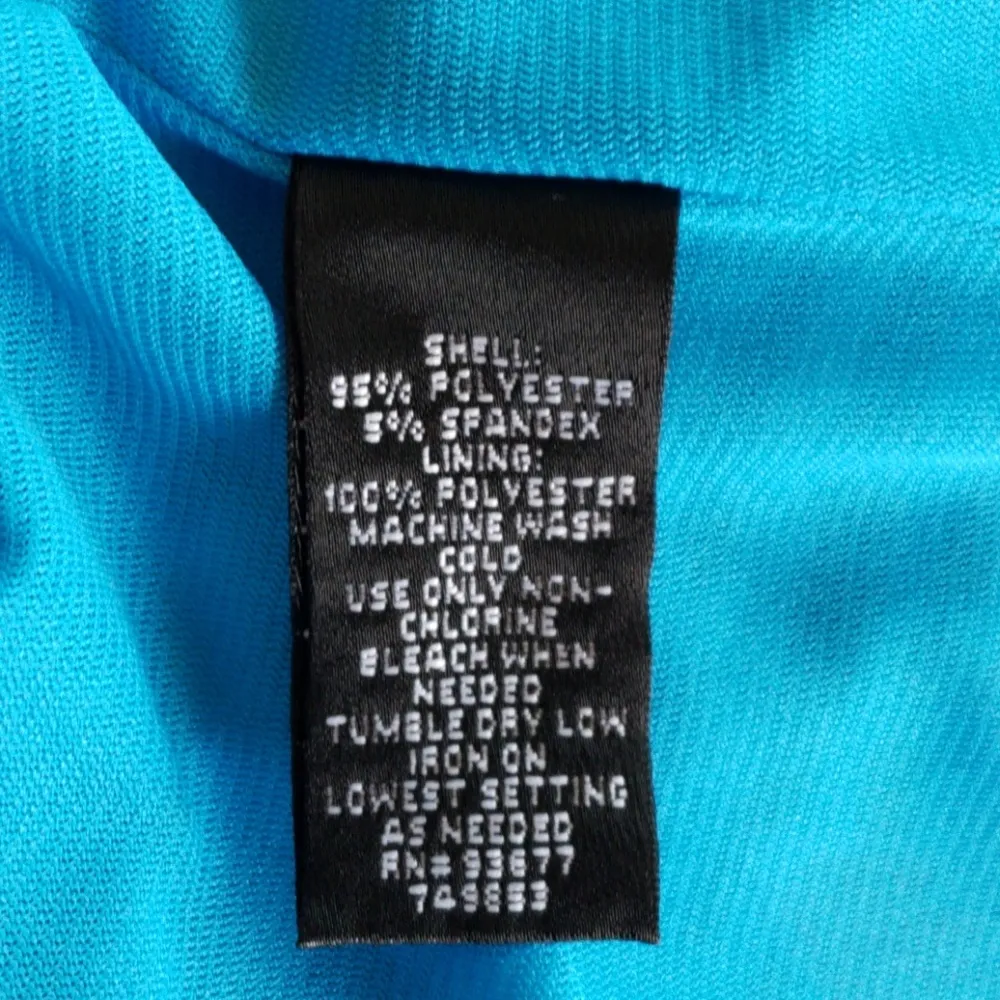 SHELL:
95% POLYESTER
5% SPANDEX
LINING:
100% POLYESTER
MACHINE WASH
COLD
USE ONLY NON-
CHLORINE
BLEACH WHEN
NEEDED
TUMBLE DRY LOW
IRON ON
LOWEST SETTING
AS NEEDED
RN# 93677